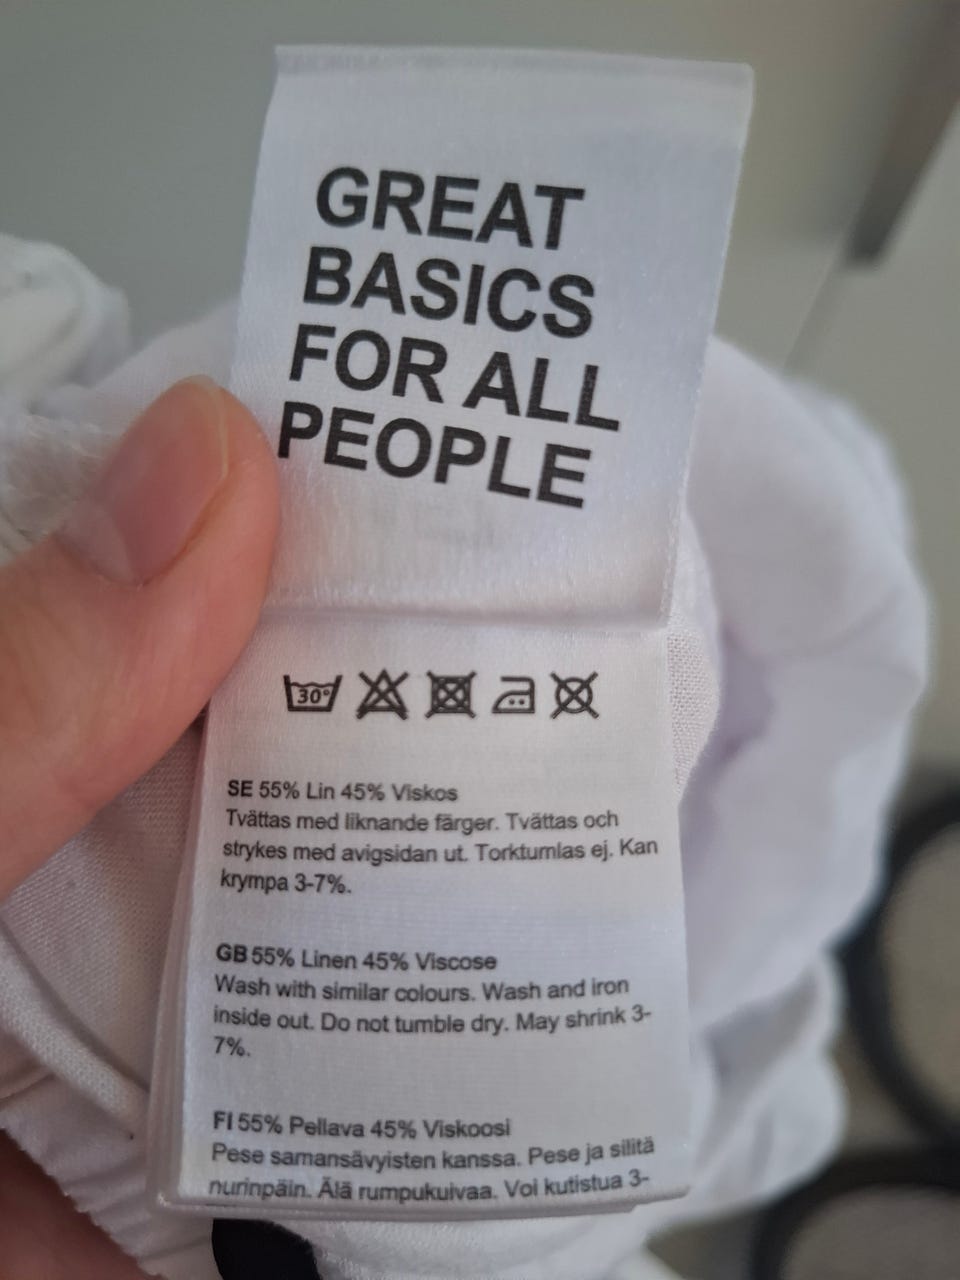 GREAT
BASICS
FOR ALL
PEOPLE
30°
SE 55% Lin 45% Viskos
Tvättas med liknande färger. Tvättas och
strykes med avigsidan ut. Torktumlas ej. Kan
krympa 3-7%.
GB 55% Linen 45% Viscose
Wash with similar colours. Wash and iron
inside out. Do not tumble dry. May shrink 3-
7%.
FI 55% Pellava 45% Viskoosi
Pese samansävyisten kanssa. Pese ja silitä
nurinpäin. Älä rumpukuivaa. Voi kutistua 3-